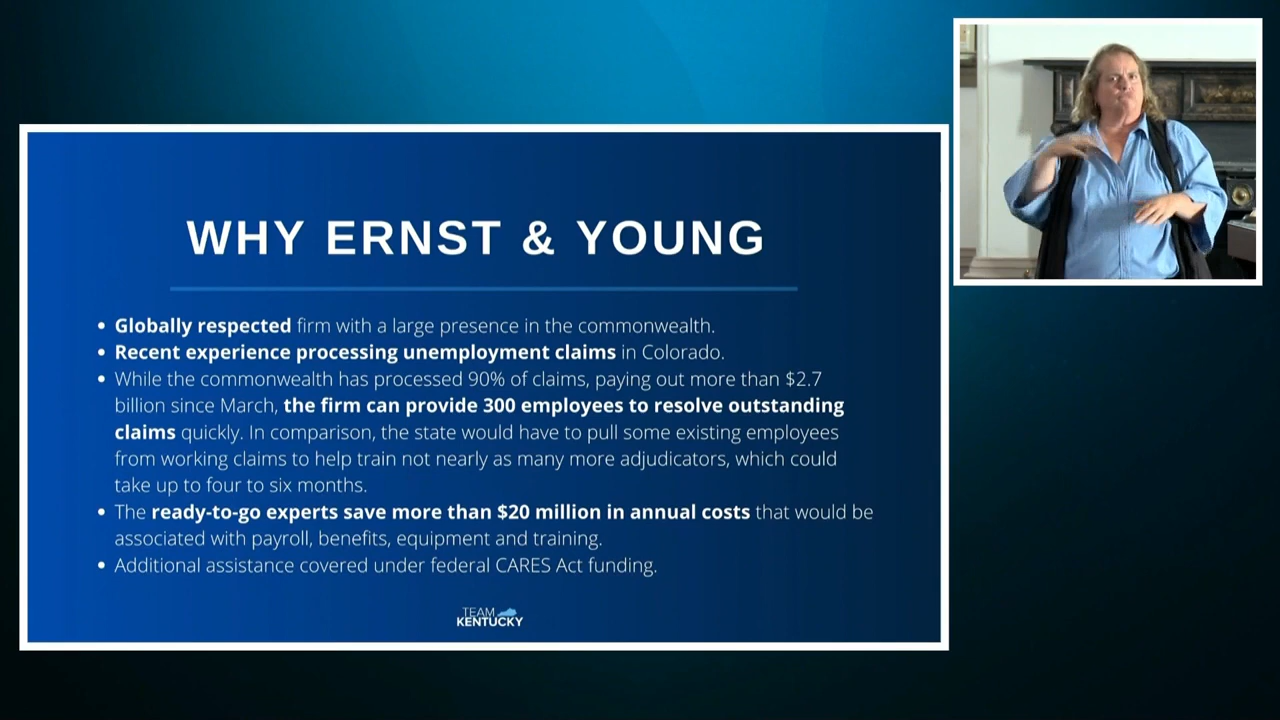 WHY ERNST & YOUNG
• Globally respected firm with a large presence in the commonwealth.
• Recent experience processing unemployment claims in Colorado.
• While the commonwealth has processed 90% of claims, paying out more than $2.7
billion since March, the firm can provide 300 employees to resolve outstanding
claims quickly. In comparison, the state would have to pull some existing employees
from working claims to help train not nearly as many more adjudicators, which could
take up to four to six months.
• The ready-to-go experts save more than $20 million in annual costs that would be
associated with payroll, benefits, equipment and training.
• Additional assistance covered under federal CARES Act funding.
TEAM
KENTUCKY